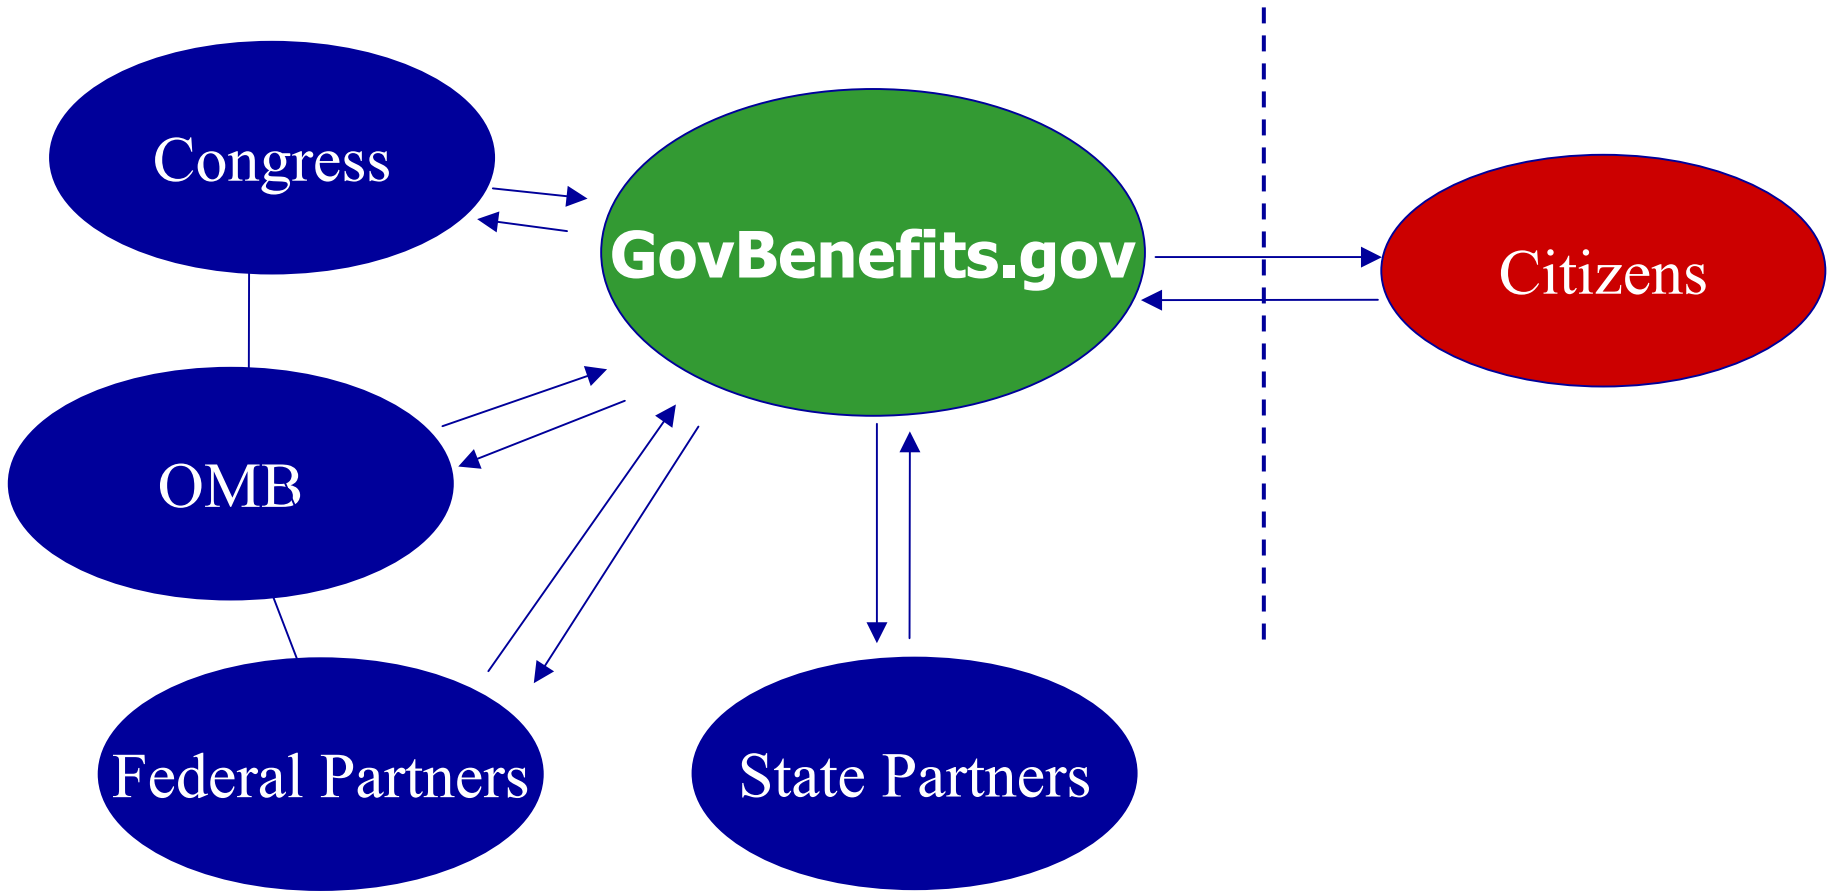 Congress
GovBenefits.gov
Citizens
OMB
Federal Partners
State Partners